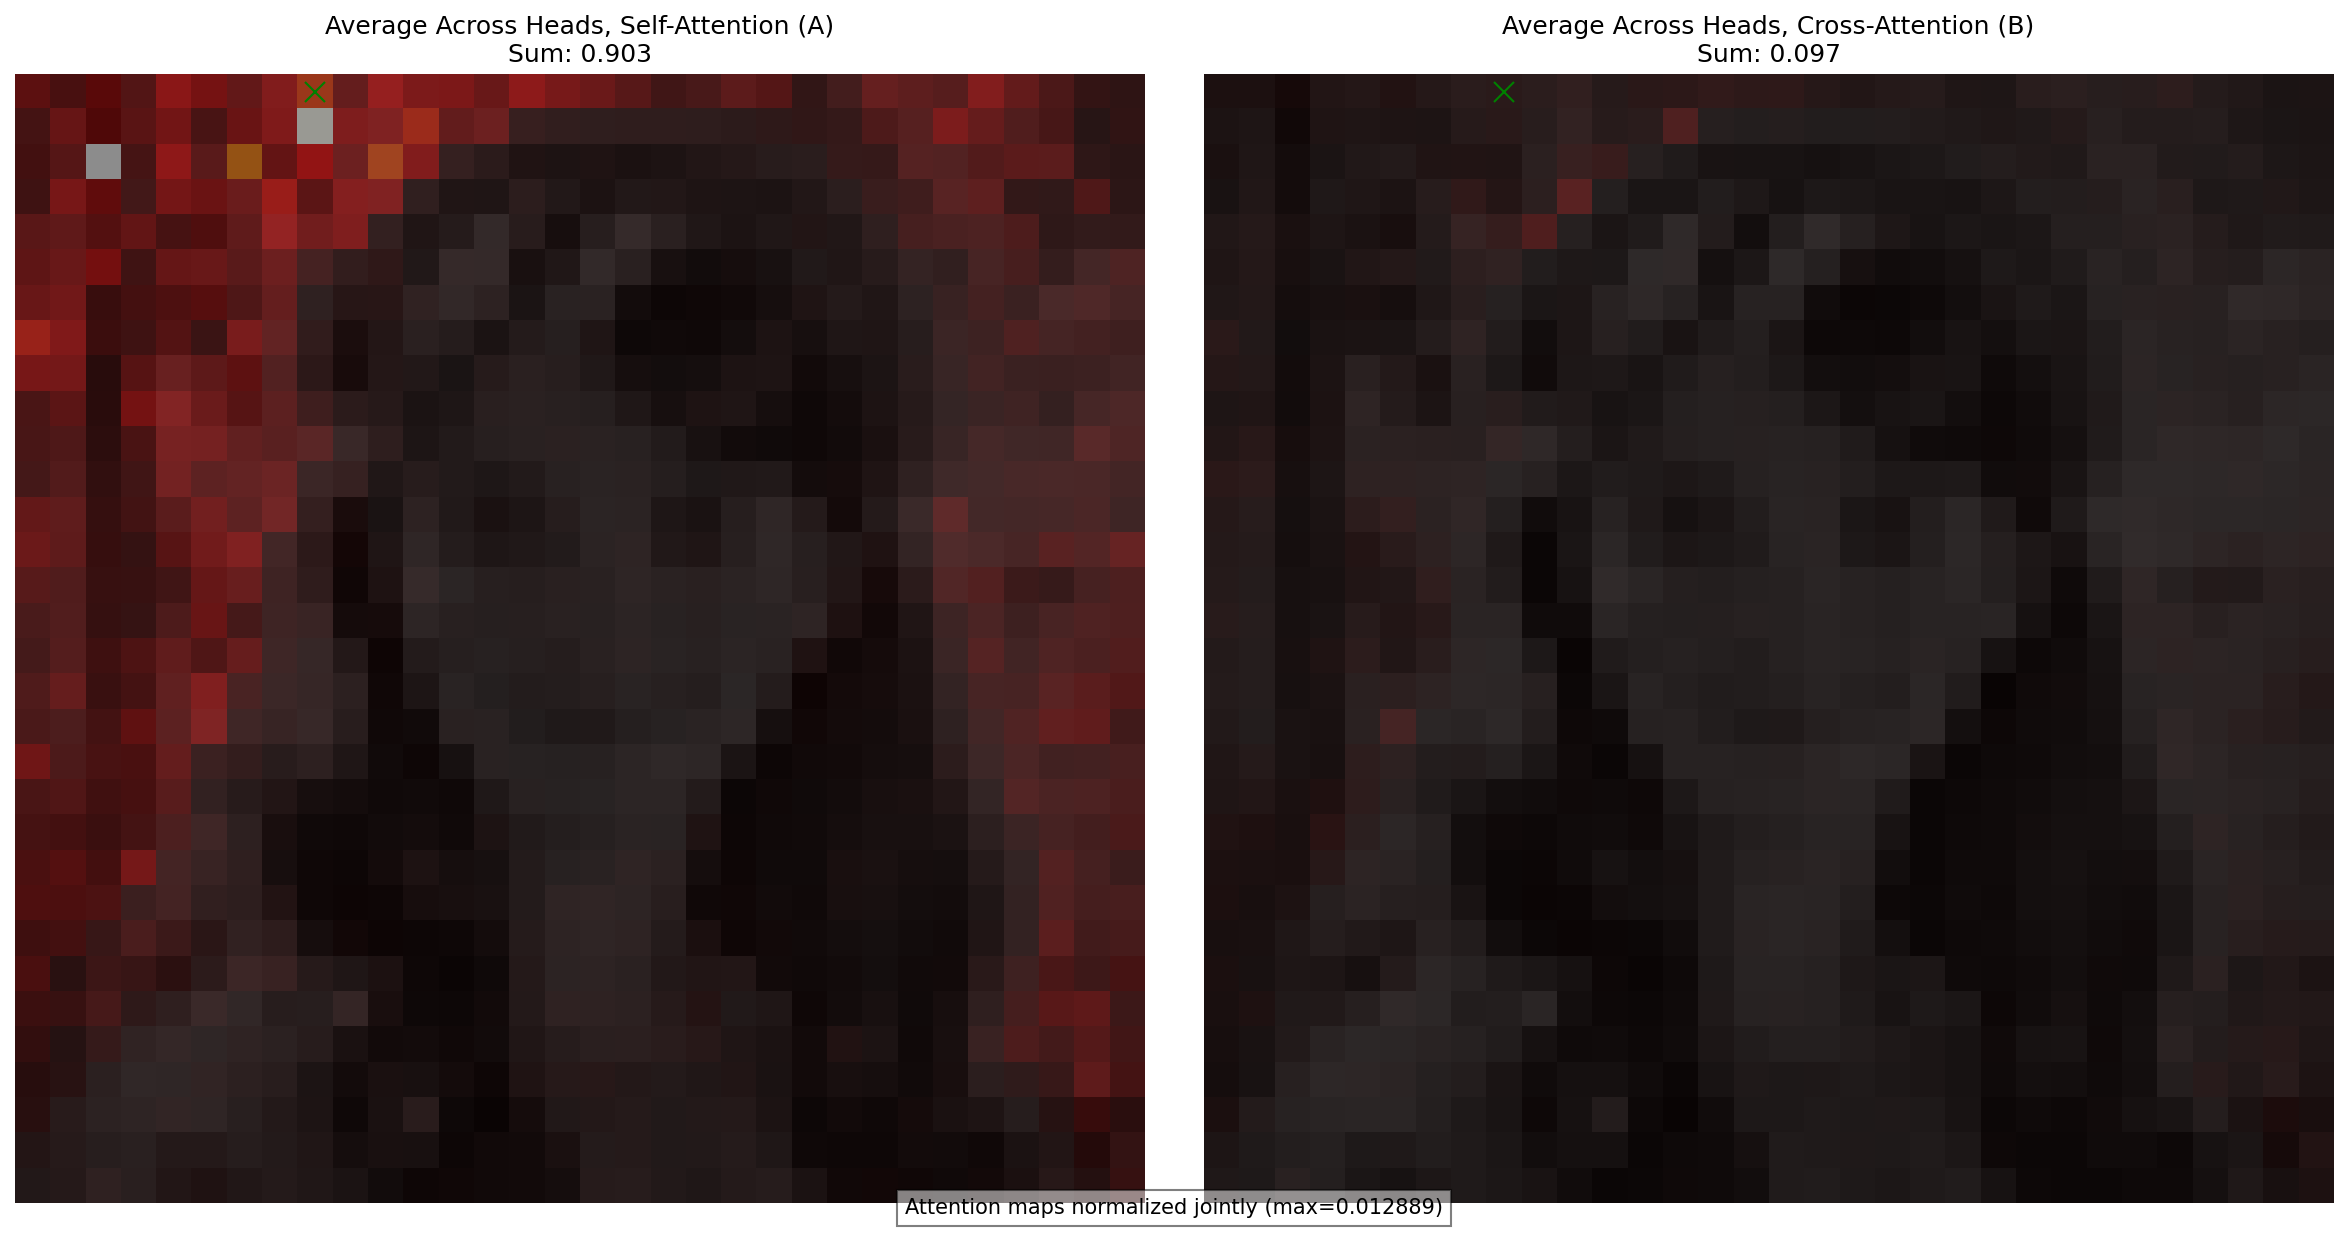 Average Across Heads, Self-Attention (A)
Sum: 0.903
Average Across Heads, Cross-Attention (B)
Sum: 0.097
Attention maps normalized jointly (max=0.012889)